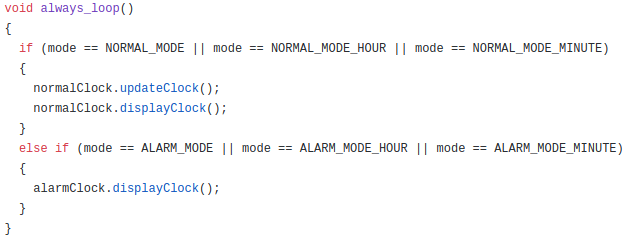 void always_loop()
{
  if (mode == NORMAL_MODE || mode == NORMAL_MODE_HOUR || mode == NORMAL_MODE_MINUTE)
  {
    normalClock.updateClock();
    normalClock.displayClock();
  }
  else if (mode == ALARM_MODE || mode == ALARM_MODE_HOUR || mode == ALARM_MODE_MINUTE)
  {
    alarmClock.displayClock();
  }
}